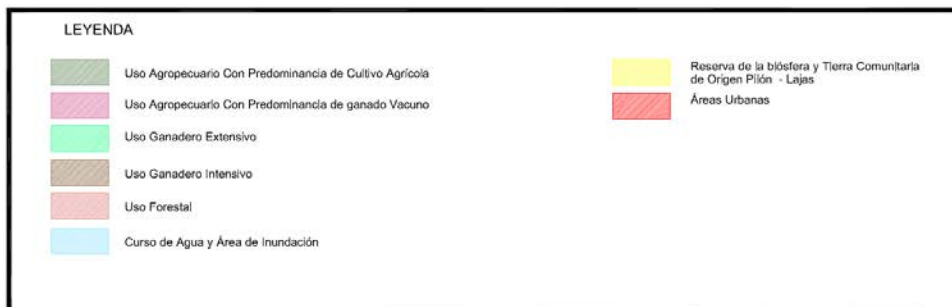 LEYENDA
Uso Agropecuario Con Predominancia de Cultivo Agrícola
Uso Agropecuario Con Predominancia de ganado Vacuno
Uso Ganadero Extensivo
Uso Ganadero Intensivo
Uso Forestal
Curso de Agua y Área de Inundación
Reserva de la biósfera y Tierra Comunitaria
de Origen Pilón - Lajas
Áreas Urbanas